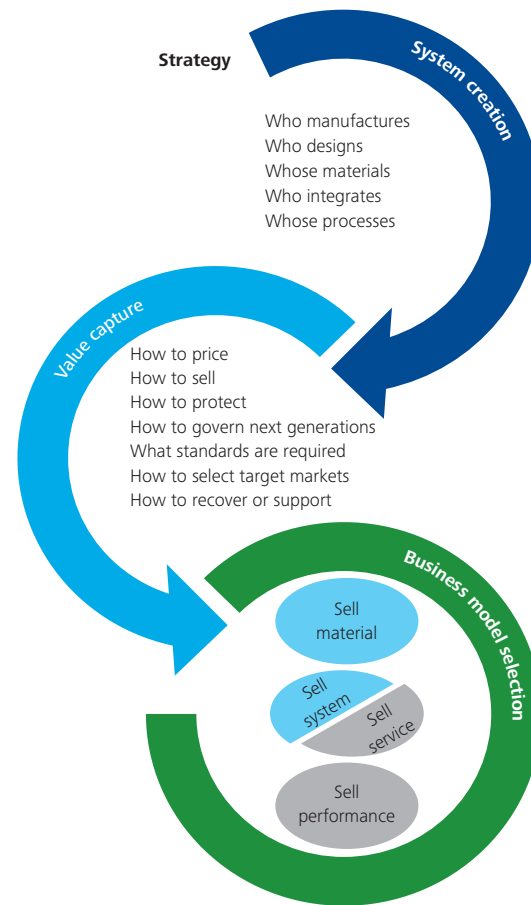 Strategy
System creation
Who manufactures
Who designs
Whose materials
Who integrates
Whose processes
Value capture
How to price
How to sell
How to protect
How to govern next generations
What standards are required
How to select target markets
How to recover or support
Business model selection
Sell
material
Sell
system
Sell
service
Sell
performance